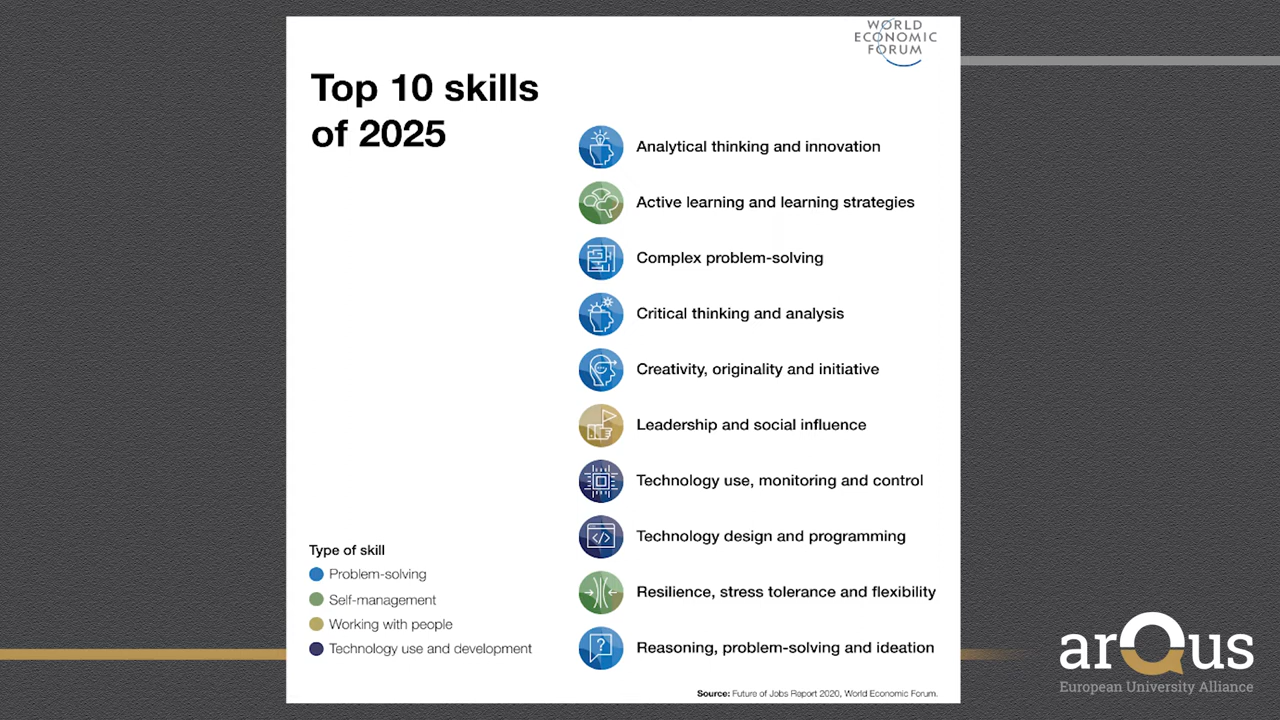 WORLD
ECONOMIC
FORUM
Top 10 skills
of 2025
Analytical thinking and innovation
Active learning and learning strategies
Complex problem-solving
Critical thinking and analysis
Creativity, originality and initiative
Leadership and social influence
Technology use, monitoring and control
Technology design and programming
Resilience, stress tolerance and flexibility
Reasoning, problem-solving and ideation
Type of skill
Problem-solving
Self-management
Working with people
Technology use and development
Source: Future of Jobs Report 2020, World Economic Forum.
arQus
European University Alliance